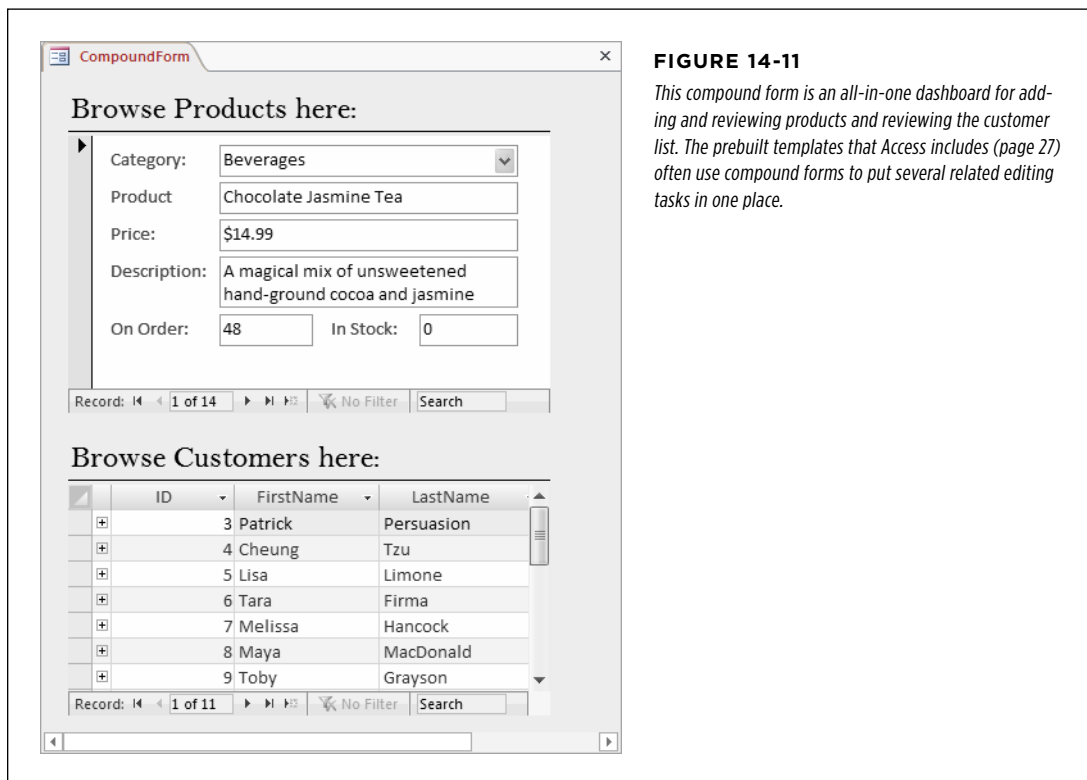 CompoundForm
Browse Products here:
Category: Beverages
Product Chocolate Jasmine Tea
Price: $14.99
Description: A magical mix of unsweetened
hand-ground cocoa and jasmine
On Order: 48 In Stock: 0
Record: 1 of 14 No Filter Search
Browse Customers here:
ID FirstName LastName
3 Patrick Persuasion
4 Cheung Tzu
5 Lisa Limone
6 Tara Firma
7 Melissa Hancock
8 Maya MacDonald
9 Toby Grayson
Record: 1 of 11 No Filter Search
FIGURE 14-11
This compound form is an all-in-one dashboard for add-
ing and reviewing products and reviewing the customer
list. The prebuilt templates that Access includes (page 27)
often use compound forms to put several related editing
tasks in one place.